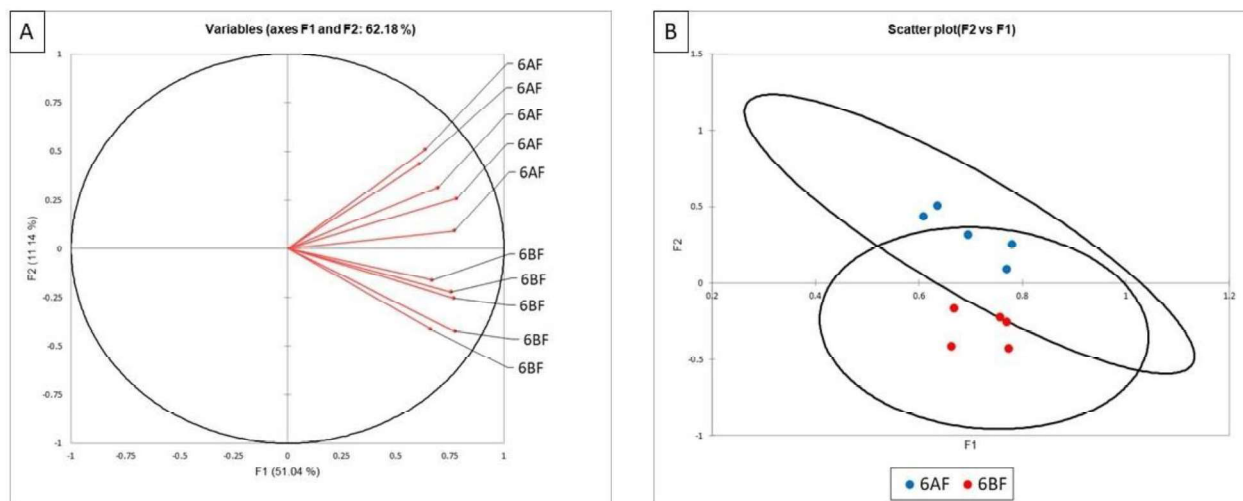 A
Variables (axes F1 and F2: 62.18 %)
1
0.75
0.5
0.25
0
-0.25
-0.5
-0.75
-1
F2 (11.14 %)
-1
-0.75
-0.5
-0.25
0
0.25
0.5
0.75
1
F1 (51.04 %)
6AF
6AF
6AF
6AF
6AF
6BF
6BF
6BF
6BF
6BF
B
Scatter plot(F2 vs F1)
1.5
1
0.5
0
-0.5
-1
F2
0.2
0.4
0.6
0.8
1
1.2
F1
6AF
6BF